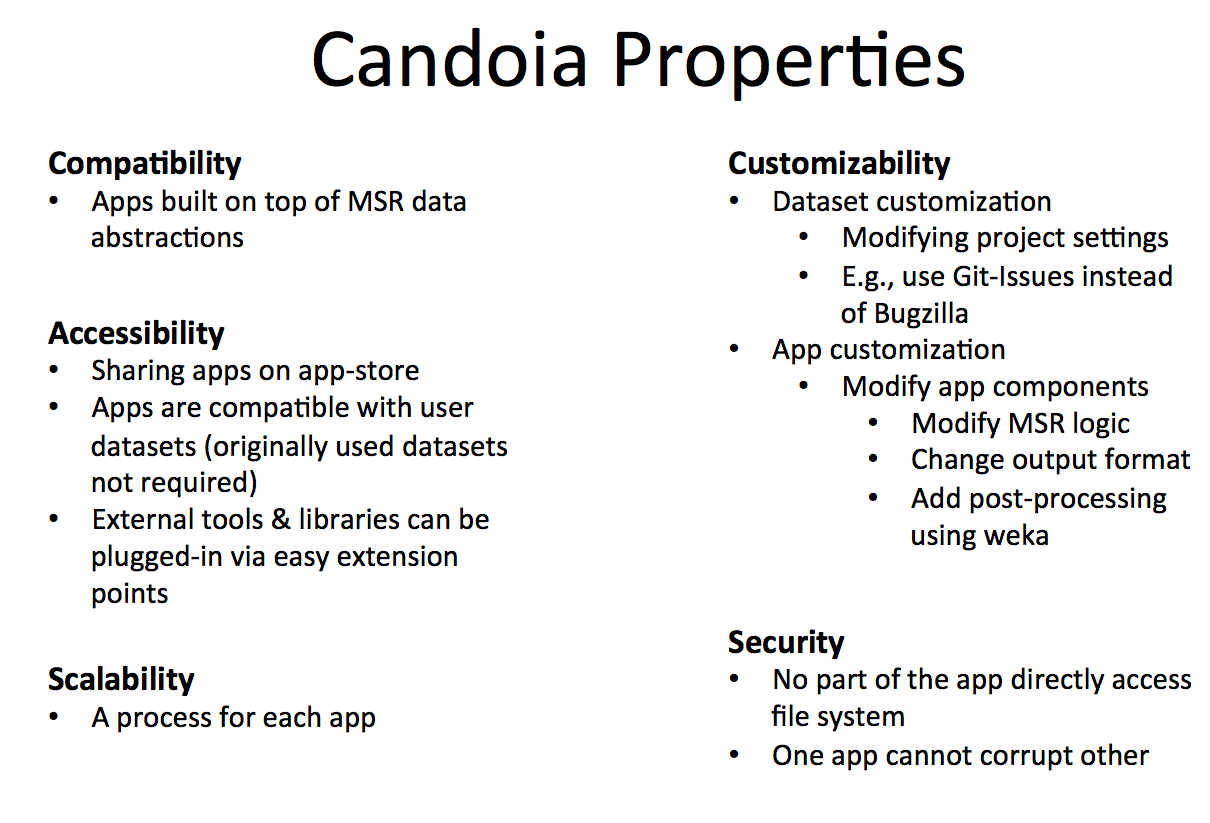 Candoia Properties
Compatibility
• Apps built on top of MSR data
abstractions
Accessibility
• Sharing apps on app-store
• Apps are compatible with user
datasets (originally used datasets
not required)
• External tools & libraries can be
plugged-in via easy extension
points
Scalability
• A process for each app
Customizability
• Dataset customization
• Modifying project settings
• E.g., use Git-Issues instead
of Bugzilla
• App customization
• Modify app components
• Modify MSR logic
• Change output format
• Add post-processing
using weka
Security
• No part of the app directly access
file system
• One app cannot corrupt other